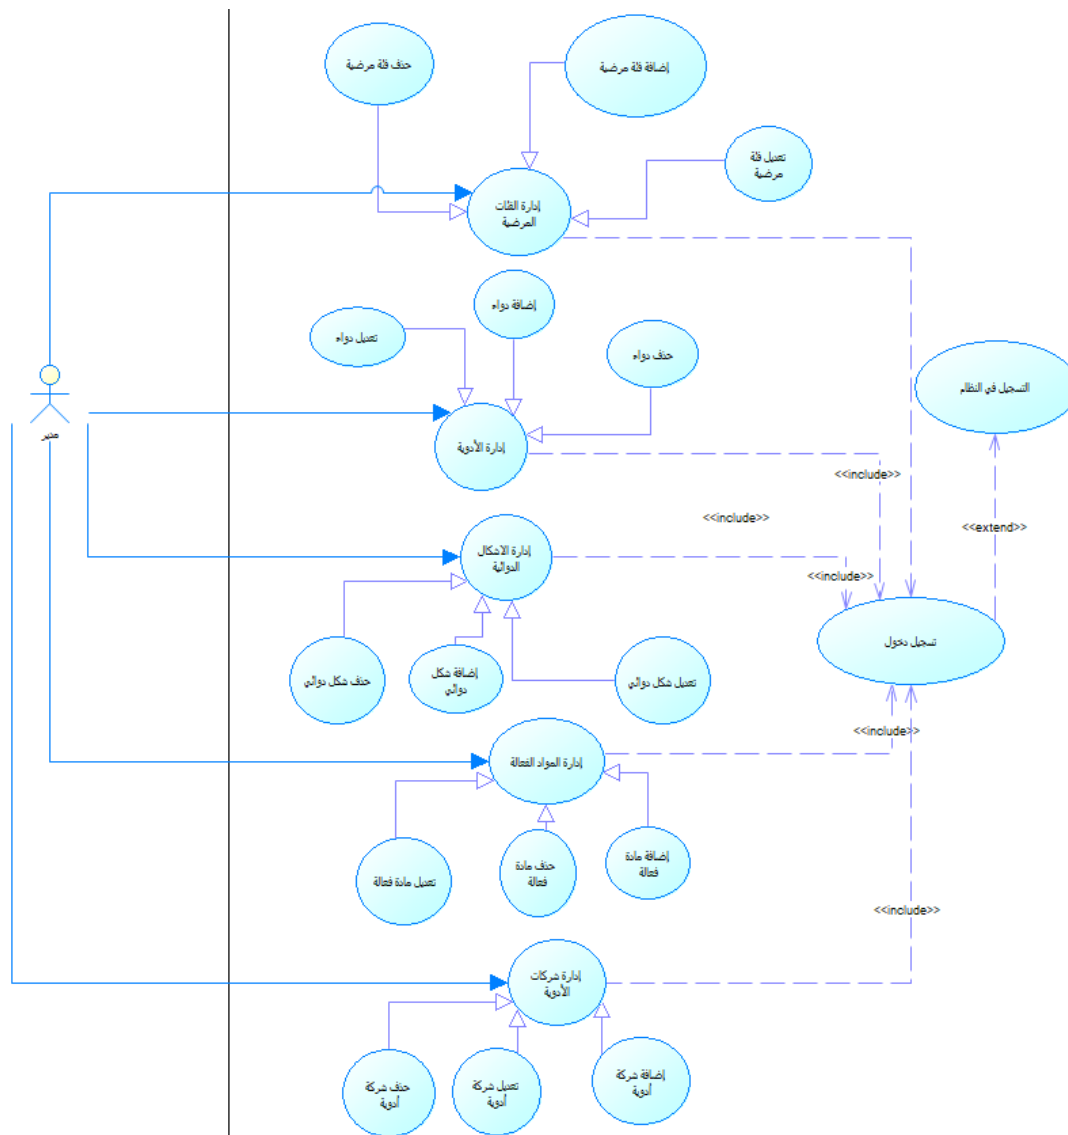 حذف فئة مرضية
إضافة فئة مرضية
تعديل فئة
مرضية
إدارة الفئات
المرضية
إضافة دواء
تعديل دواء
حذف دواء
التسجيل في النظام
مدير
إدارة الأدوية
<<include>>
<<include>>
<<extend>>
إدارة الاشكال
الدوائية
<<include>>
تسجيل دخول
حذف شكل دوائي
إضافة شكل
دوائي
تعديل شكل دوائي
<<include>>
إدارة المواد الفعالة
تعديل مادة فعالة
حذف مادة
فعالة
إضافة مادة
فعالة
<<include>>
إدارة شركات
الأدوية
حذف شركة
أدوية
تعديل شركة
أدوية
إضافة شركة
أدوية